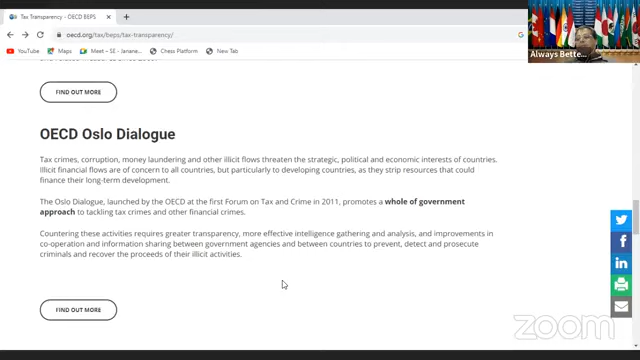 Tax Transparency - OECD BEPS
oecd.org/tax/beps/tax-transparency/
YouTube Maps Meet – SE - Janane... Chess Platform New Tab
Always Bette...
FIND OUT MORE
OECD Oslo Dialogue
Tax crimes, corruption, money laundering and other illicit flows threaten the strategic, political and economic interests of countries.
Illicit financial flows are of concern to all countries, but particularly to developing countries, as they strip resources that could
finance their long-term development.
The Oslo Dialogue, launched by the OECD at the first Forum on Tax and Crime in 2011, promotes a whole of government
approach to tackling tax crimes and other financial crimes.
Countering these activities requires greater transparency, more effective intelligence gathering and analysis, and improvements in
co-operation and information sharing between government agencies and between countries to prevent, detect and prosecute
criminals and recover the proceeds of their illicit activities.
FIND OUT MORE
zoom